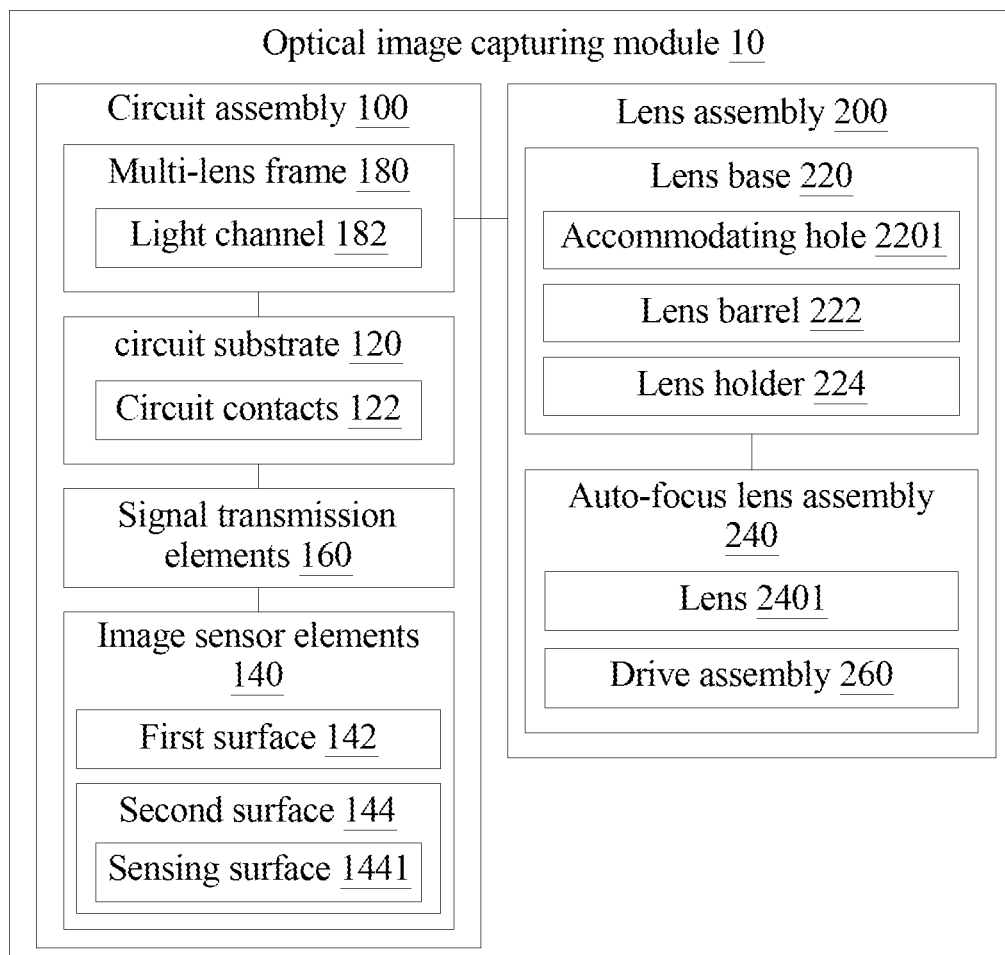 Optical image capturing module 10
Circuit assembly 100
Multi-lens frame 180
Light channel 182
circuit substrate 120
Circuit contacts 122
Signal transmission
elements 160
Image sensor elements
140
First surface 142
Second surface 144
Sensing surface 1441
Lens assembly 200
Lens base 220
Accommodating hole 2201
Lens barrel 222
Lens holder 224
Auto-focus lens assembly
240
Lens 2401
Drive assembly 260